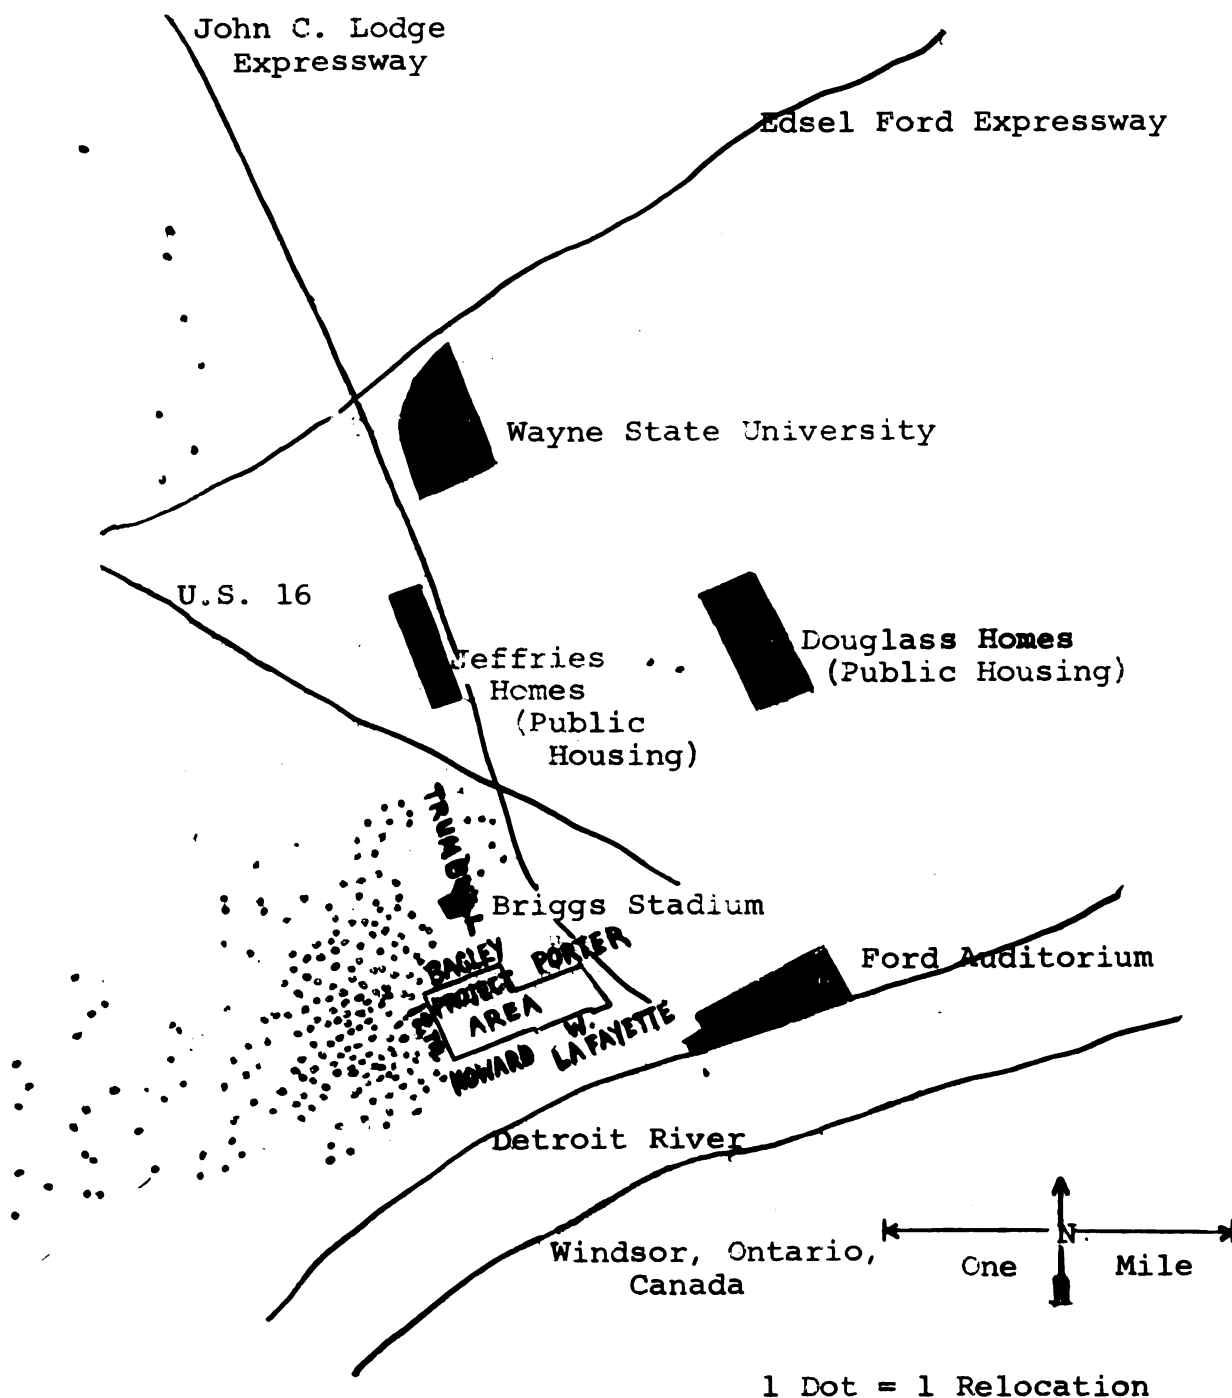 John C. Lodge
Expressway
Edsel Ford Expressway
Wayne State University
U.S. 16
Jeffries
Homes
(Public
Housing)
Douglass Homes
(Public Housing)
TRUMBULL
Briggs Stadium
BAGLEY
PORTER
Ford Auditorium
PROJECT
AREA
W.
LAFAYETTE
HOWARD
Detroit River
Windsor, Ontario,
Canada
N
One Mile
1 Dot = 1 Relocation